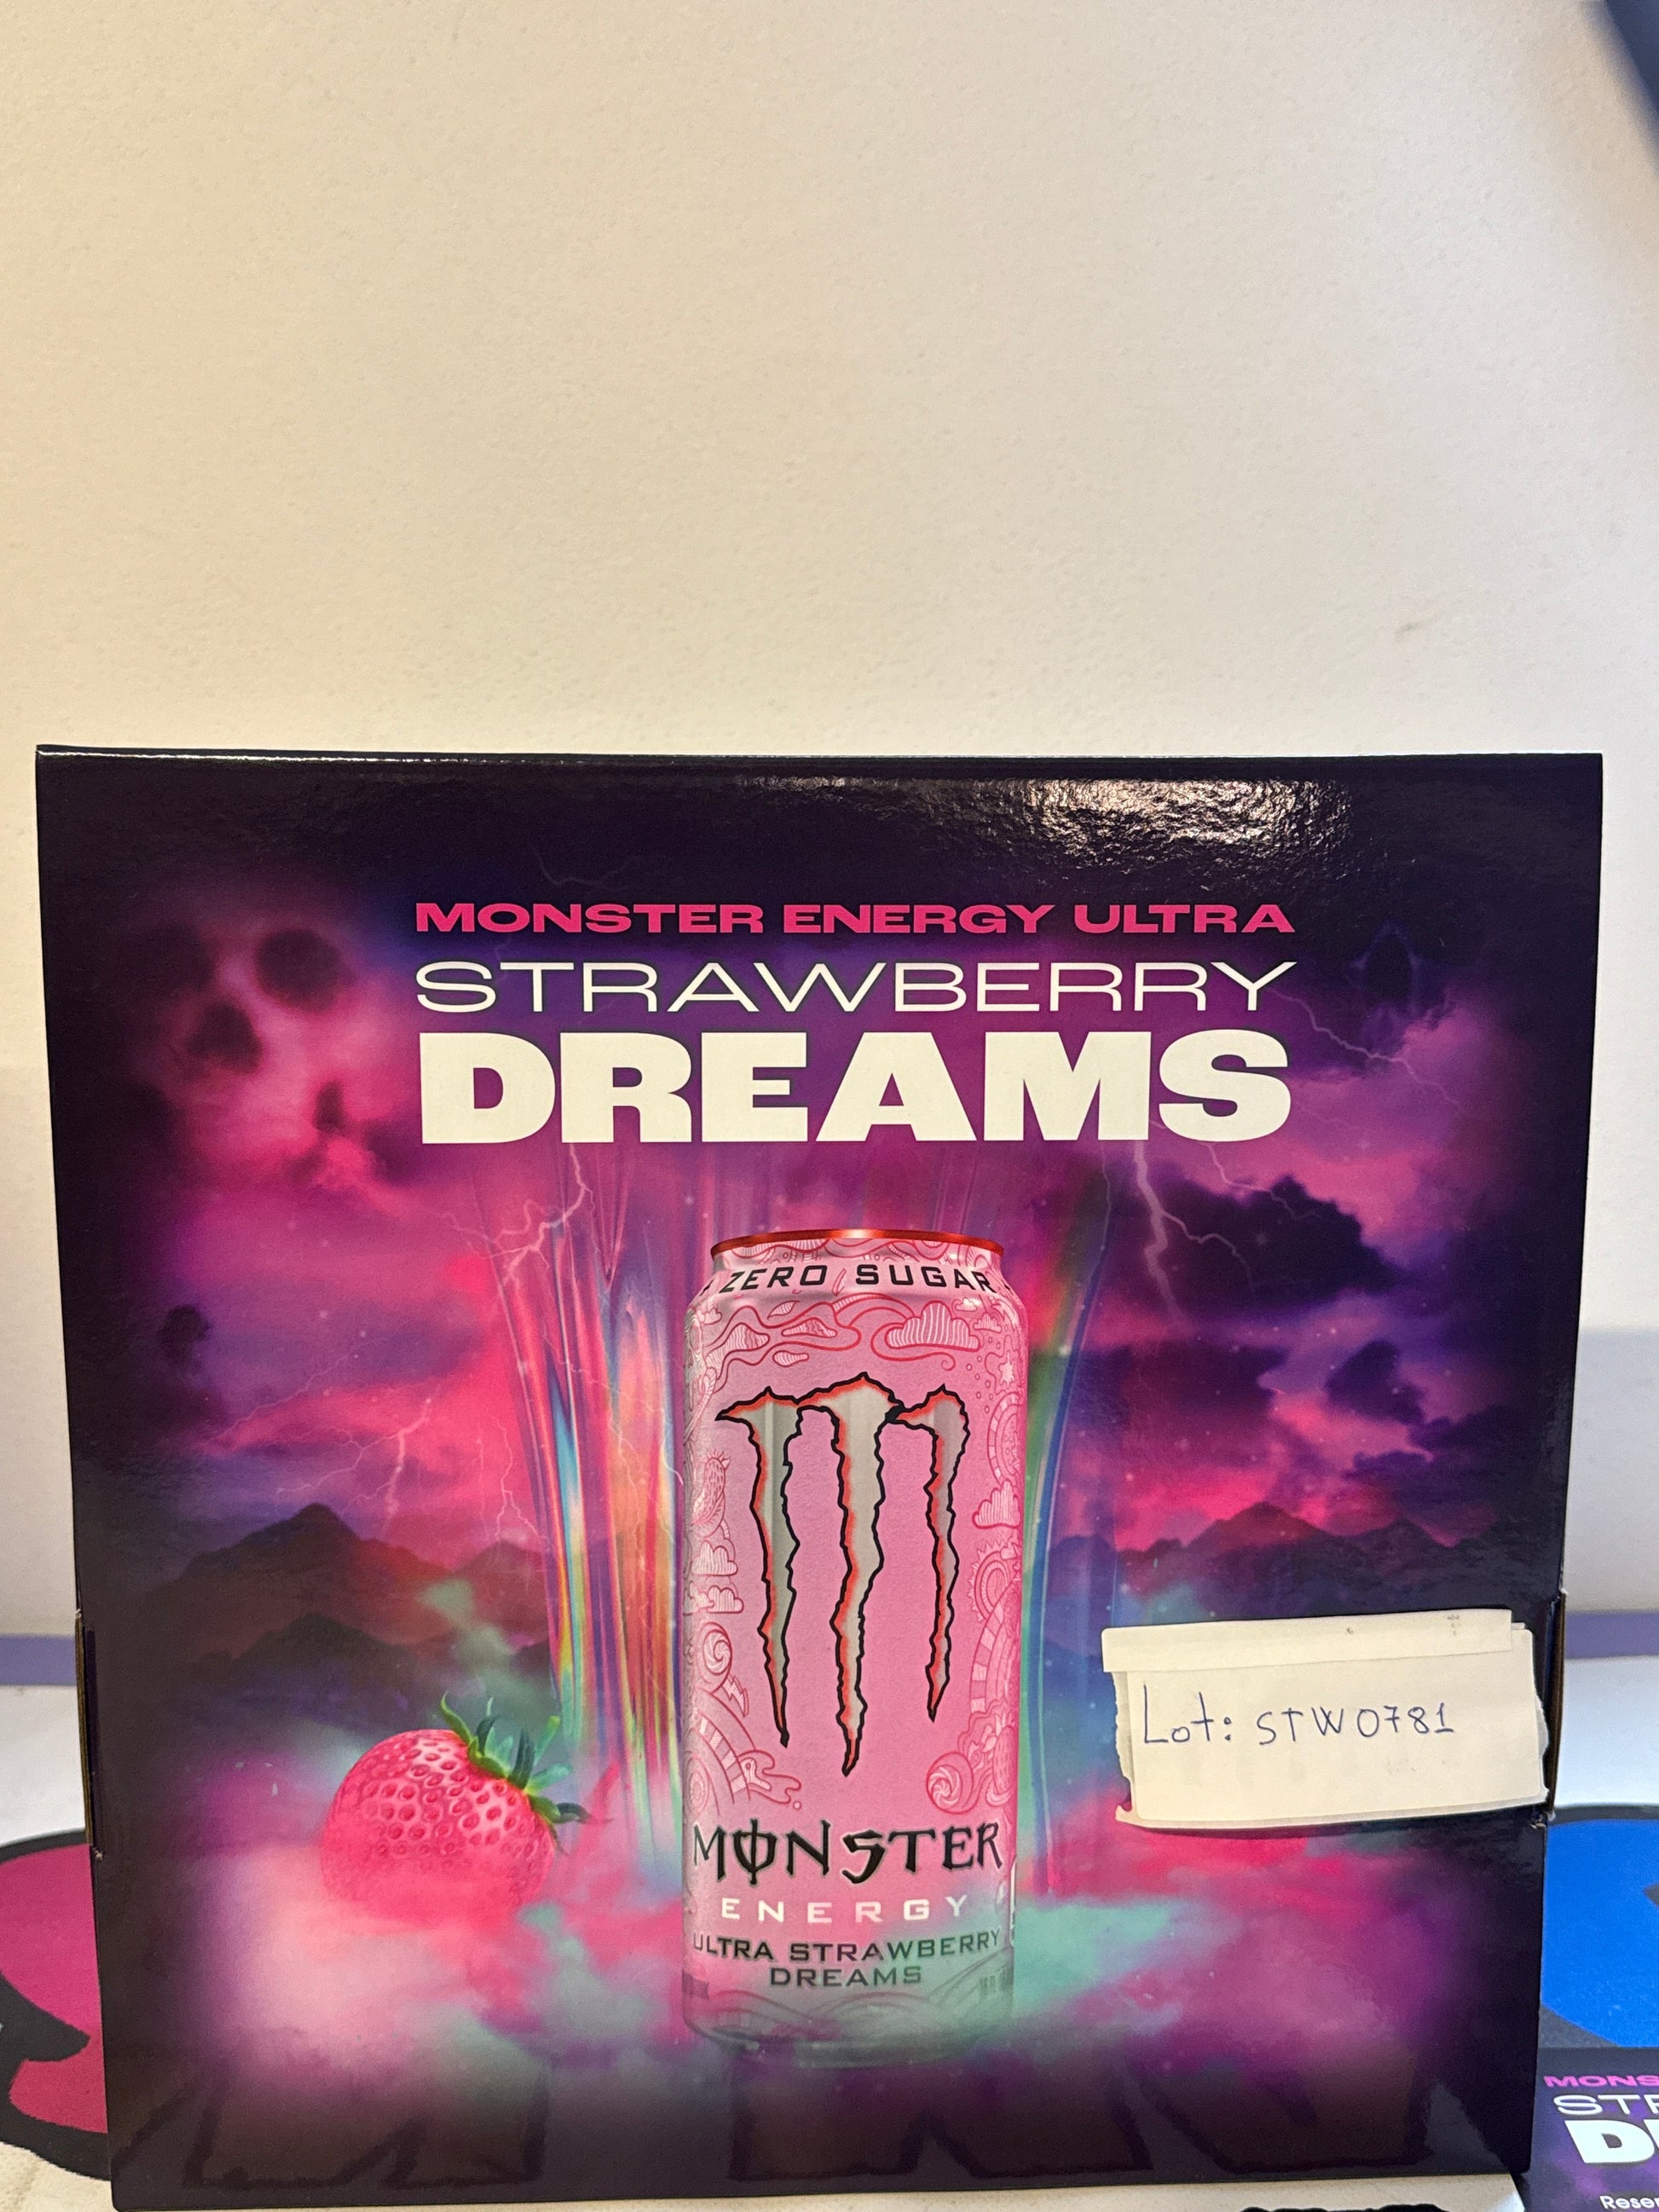 MONSTER ENERGY ULTRA
STRAWBERRY
DREAMS
ZERO SUGAR
Lot: STW0781
MONSTER
ENERGY
ULTRA STRAWBERRY
DREAMS